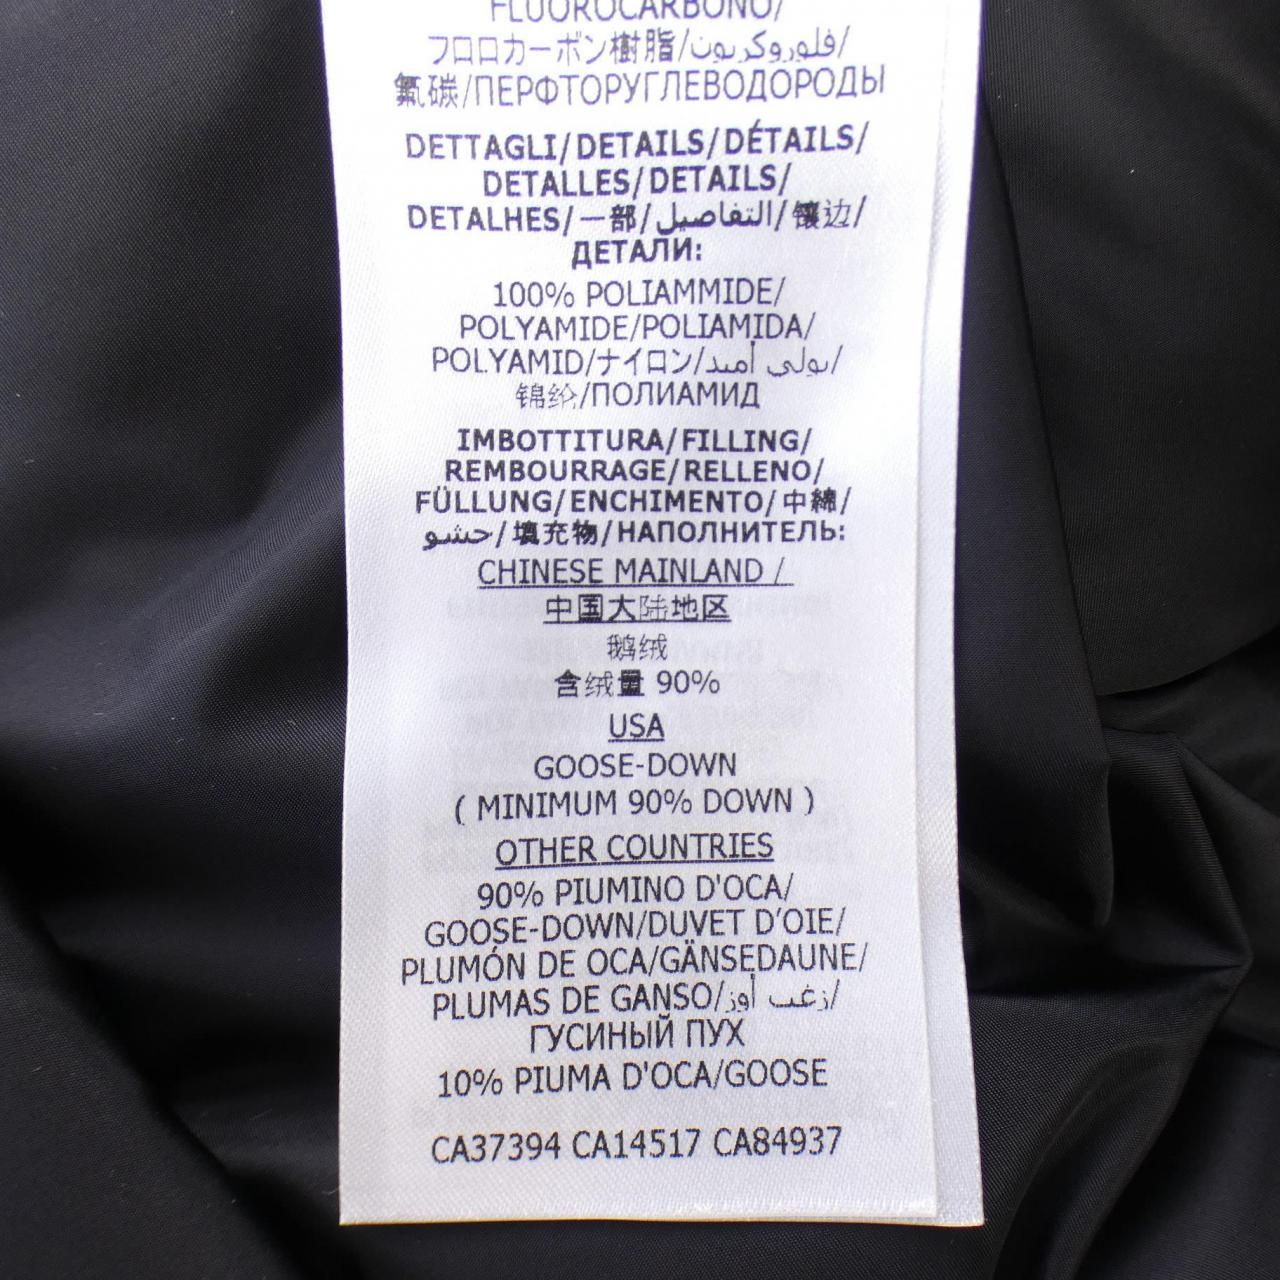 FLUOROCARBONO/
フロロカーボン樹脂/فلوروكربون/
氟碳/ПЕРФТОРУГЛЕВОДОРОДЫ
DETTAGLI/DETAILS/DÉTAILS/
DETALLES/DETAILS/
DETALHES/一部/التفاصيل/镶边/
ДЕТАЛИ:
100% POLIAMMIDE/
POLYAMIDE/POLIAMIDA/
POLYAMID/ナイロン/بولي أميد/
锦纶/ПОЛИАМИД
IMBOTTITURA/FILLING/
REMBOURRAGE/RELLENO/
FÜLLUNG/ENCHIMENTO/中綿/
حشو/填充物/НАПОЛНИТЕЛЬ:
CHINESE MAINLAND /
中国大陆地区
鹅绒
含绒量 90%
USA
GOOSE-DOWN
( MINIMUM 90% DOWN )
OTHER COUNTRIES
90% PIUMINO D'OCA/
GOOSE-DOWN/DUVET D'OIE/
PLUMÓN DE OCA/GÄNSEDAUNE/
PLUMAS DE GANSO/زغب أوز/
ГУСИНЫЙ ПУХ
10% PIUMA D'OCA/GOOSE
CA37394 CA14517 CA84937